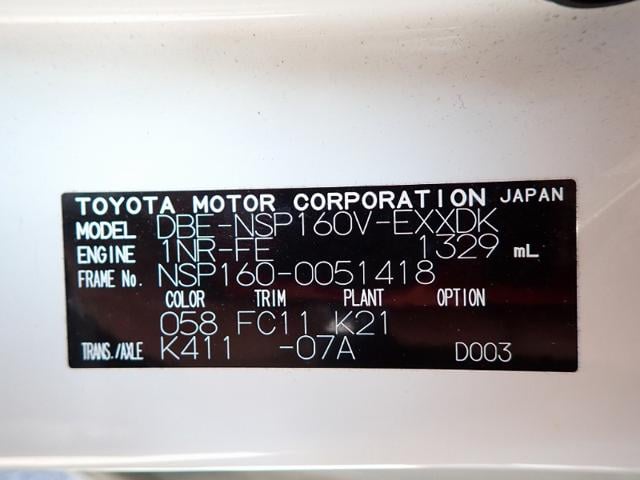 TOYOTA MOTOR CORPORATION JAPAN
MODEL DBE-NSP160V-EXXDK
ENGINE 1NR-FE 1329 mL
FRAME No. NSP160-0051418
COLOR TRIM PLANT OPTION
058 FC11 K21
TRANS./AXLE K411 -07A D003